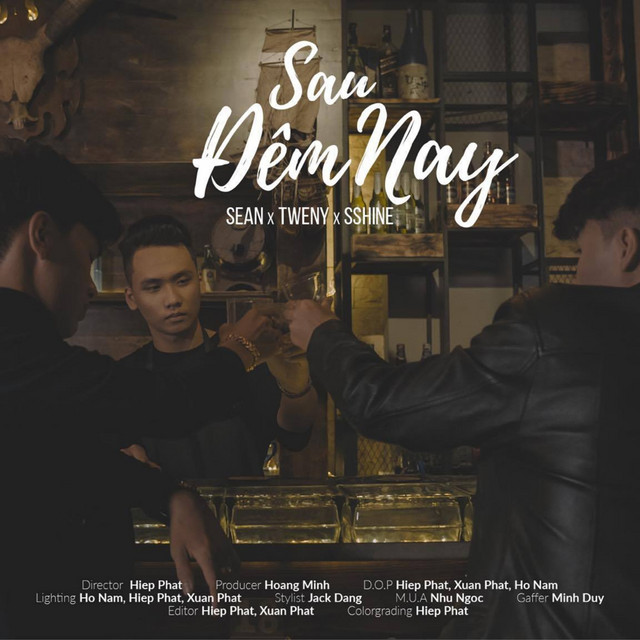 Sau
Đêm Nay
SEAN x TWENY x SSHINE
Director Hiep Phat Producer Hoang Minh D.O.P Hiep Phat, Xuan Phat, Ho Nam
Lighting Ho Nam, Hiep Phat, Xuan Phat Stylist Jack Dang M.U.A Nhu Ngoc Gaffer Minh Duy
Editor Hiep Phat, Xuan Phat Colorgrading Hiep Phat